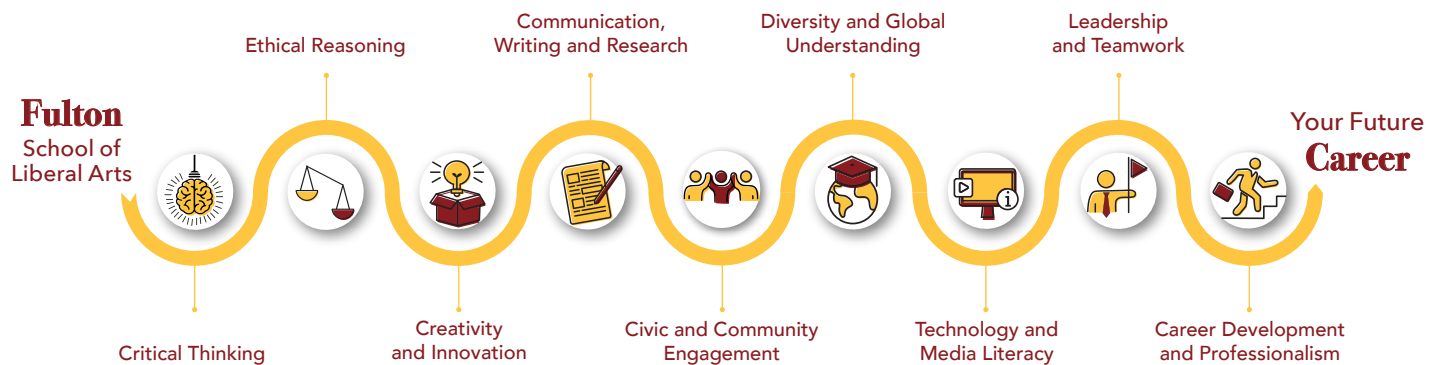 Fulton
School of
Liberal Arts
Critical Thinking
Ethical Reasoning
Creativity
and Innovation
Communication,
Writing and Research
Civic and Community
Engagement
Diversity and Global
Understanding
Technology and
Media Literacy
Leadership
and Teamwork
Career Development
and Professionalism
Your Future
Career
i